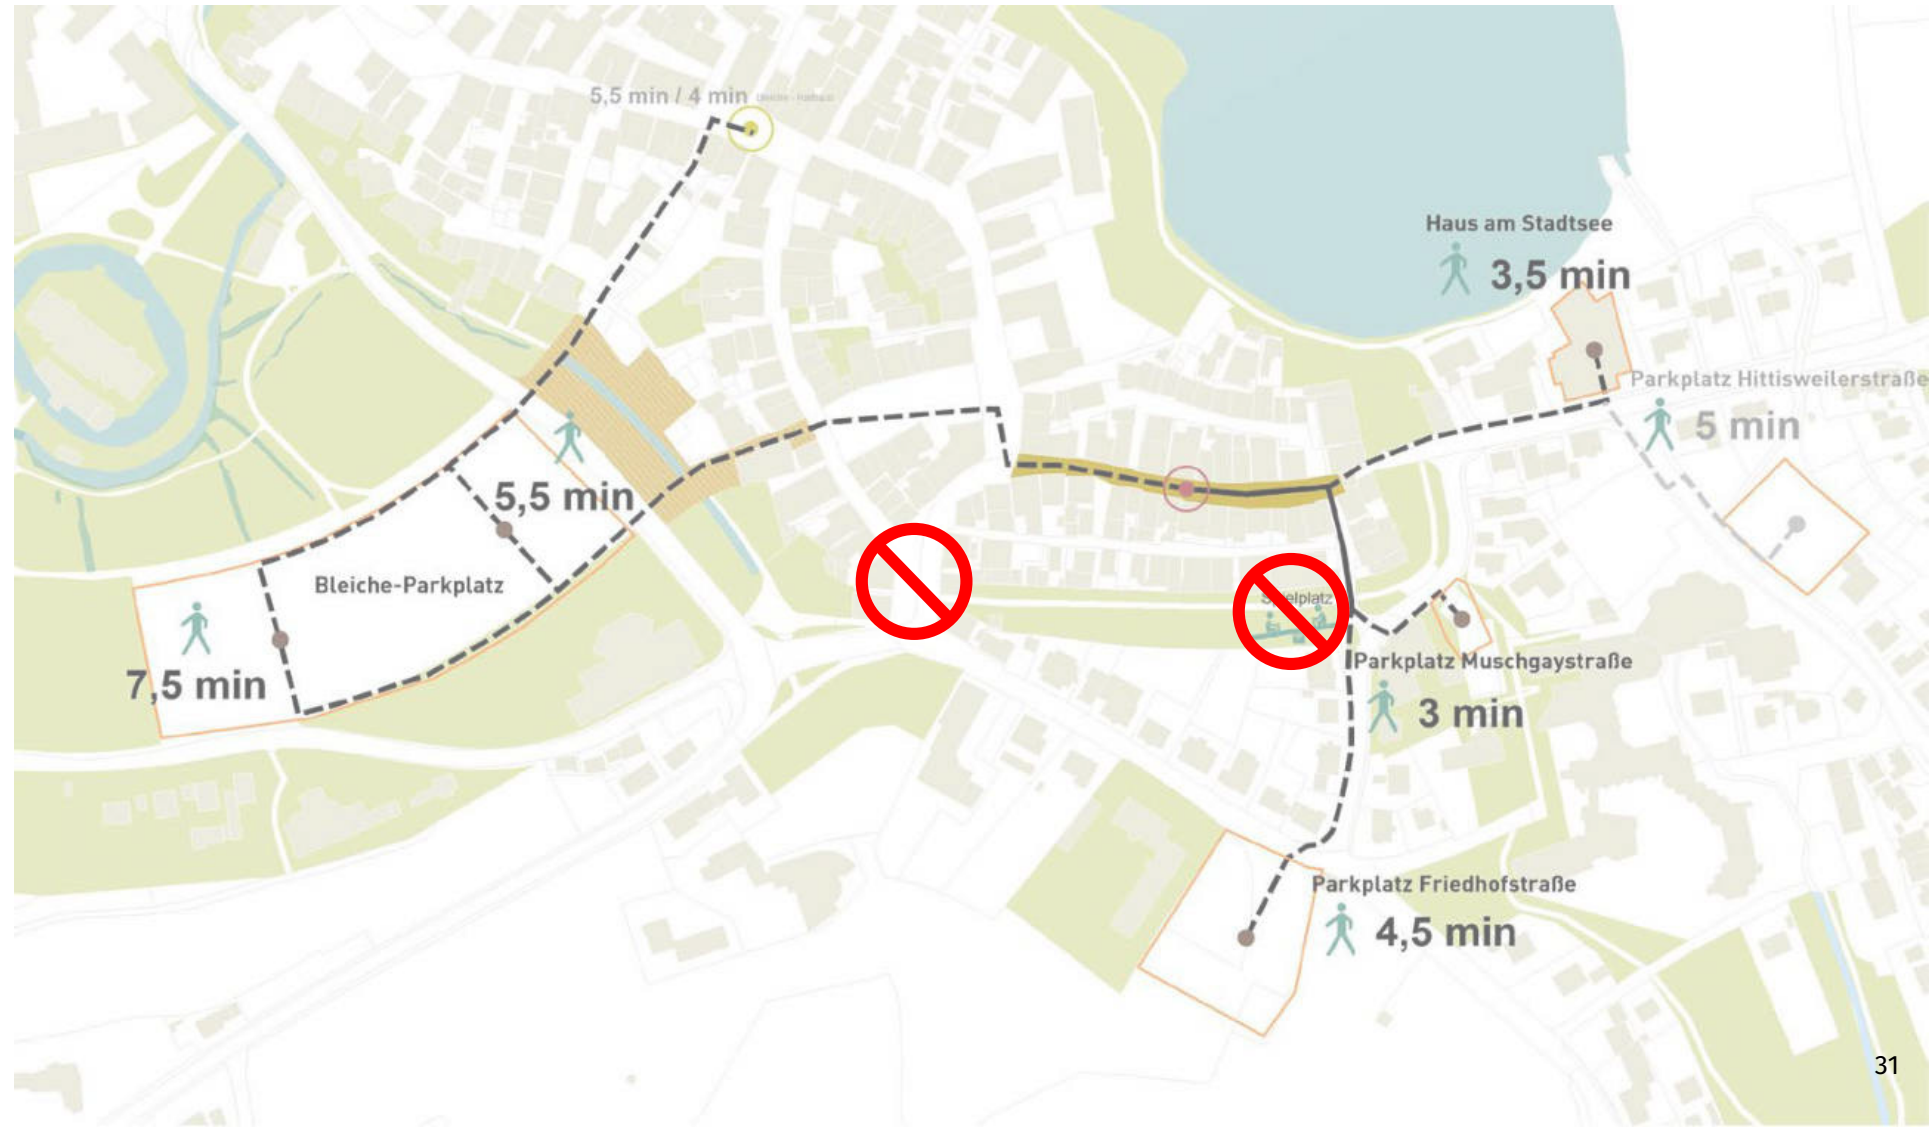 5,5 min / 4 min
Haus am Stadtsee
3,5 min
Parkplatz Hittisweilerstraße
5 min
5,5 min
Bleiche-Parkplatz
7,5 min
Spielplatz
Parkplatz Muschgaystraße
3 min
Parkplatz Friedhofstraße
4,5 min
31